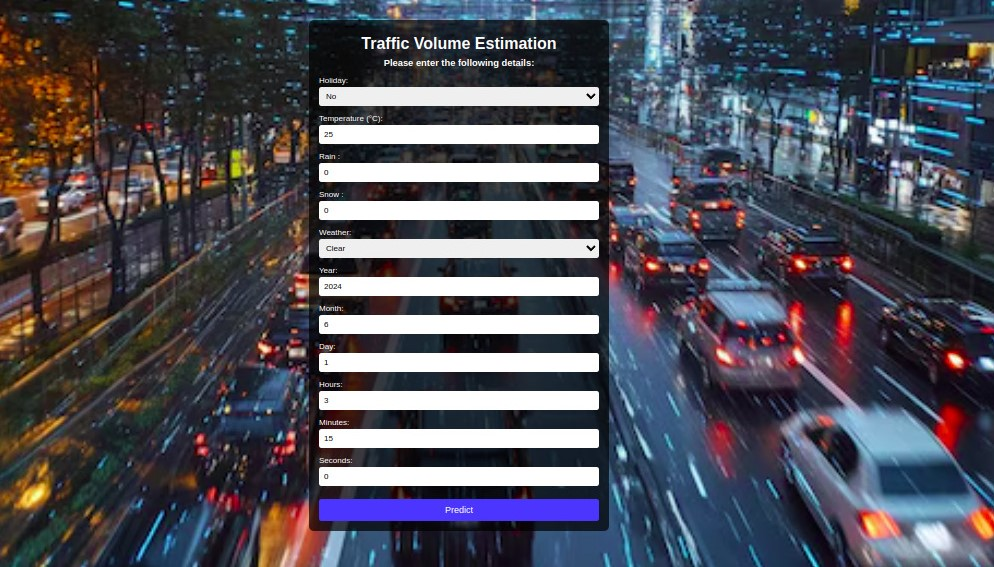 Traffic Volume Estimation
Please enter the following details:
Holiday:
No
Temperature (°C):
25
Rain :
0
Snow :
0
Weather:
Clear
Year:
2024
Month:
6
Day:
1
Hours:
3
Minutes:
15
Seconds:
0
Predict